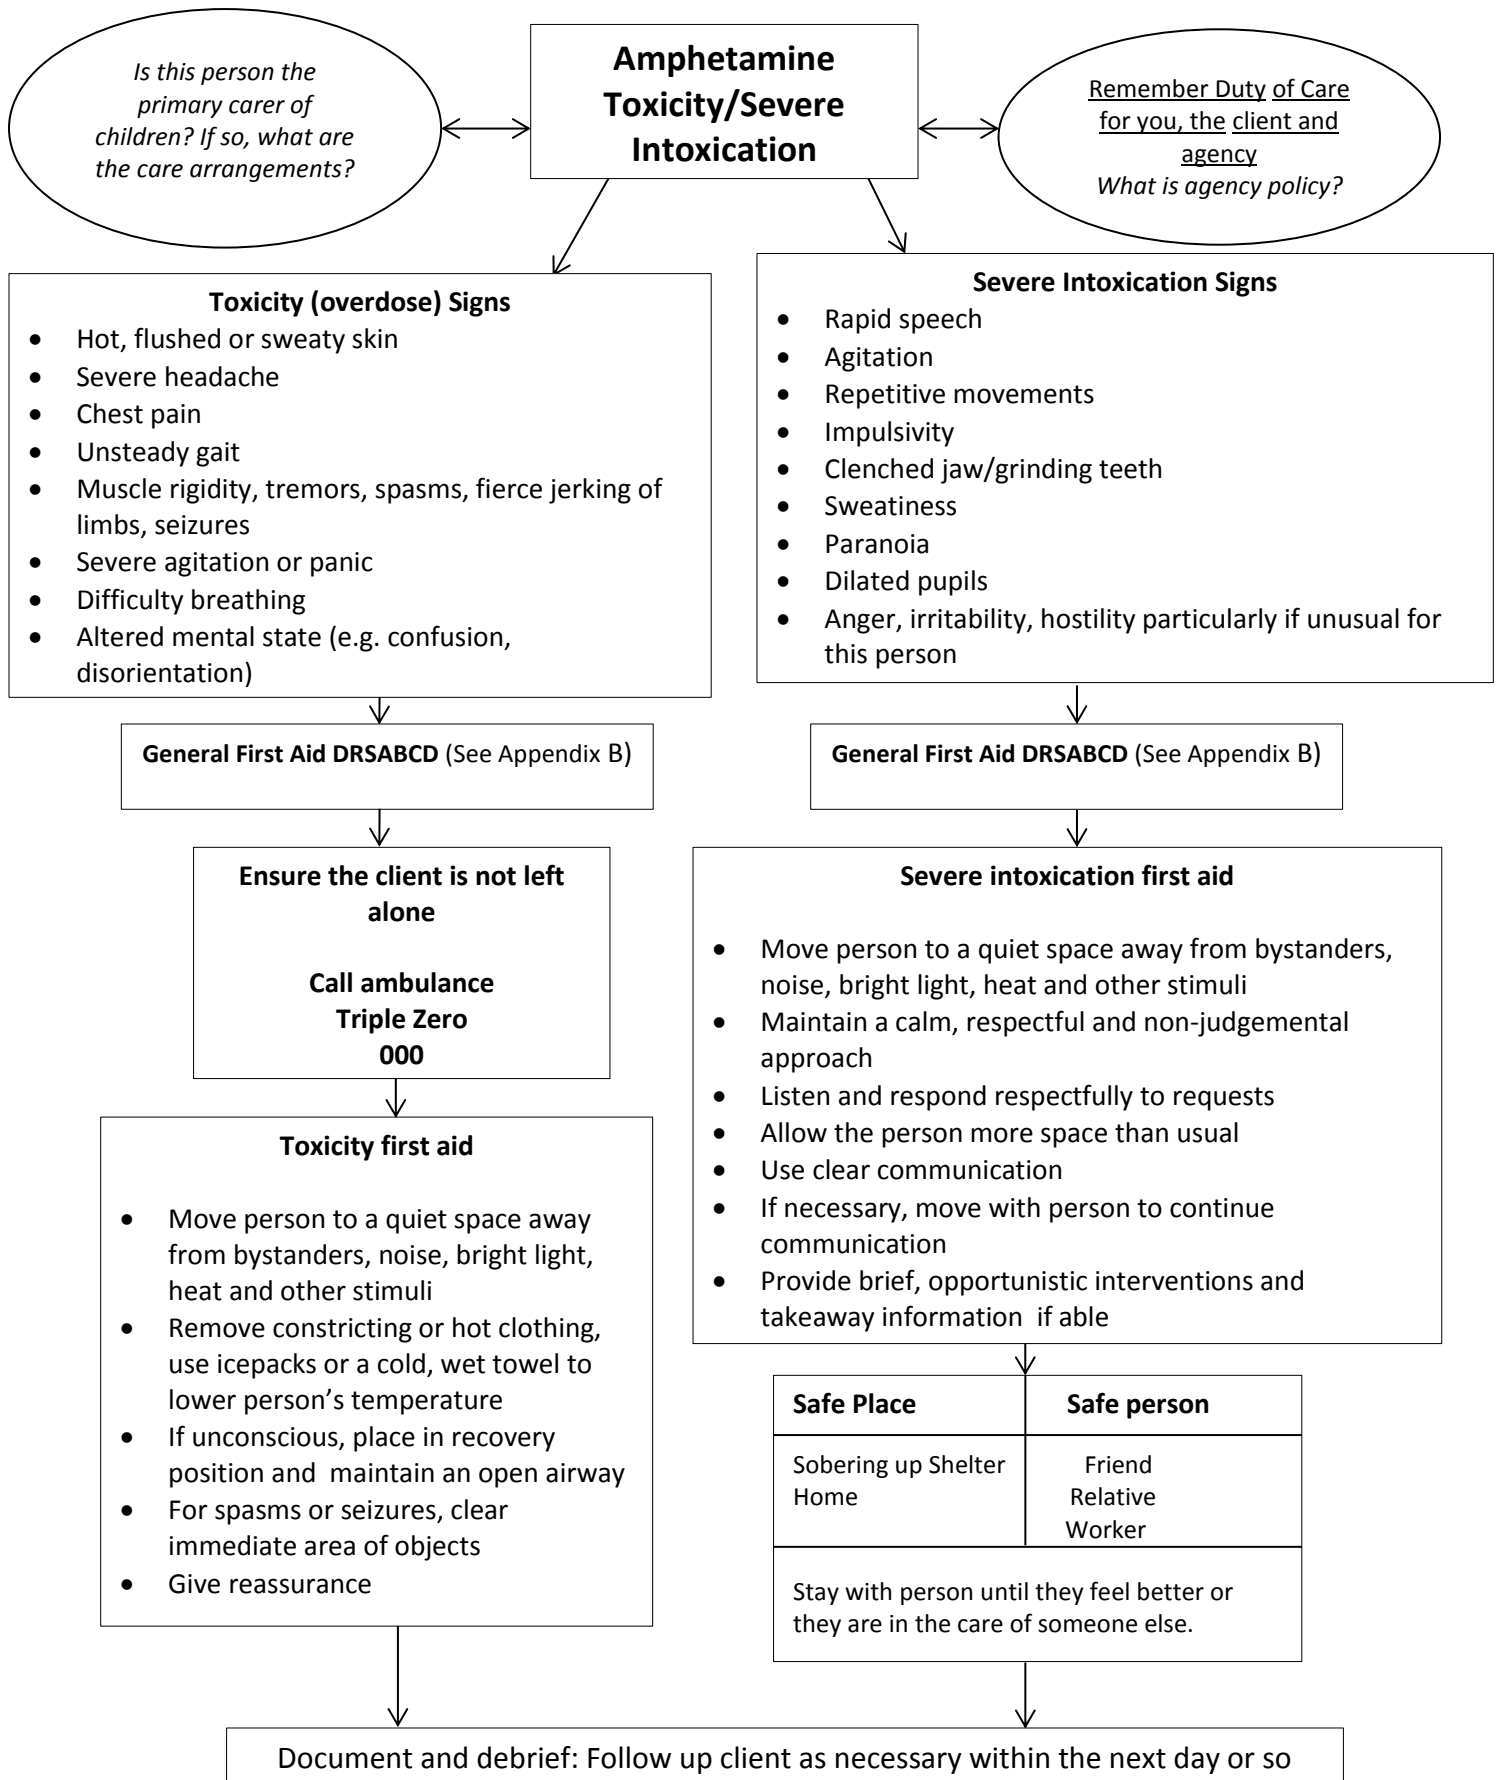 Is this person the
primary carer of
children? If so, what are
the care arrangements?
Amphetamine
Toxicity/Severe
Intoxication
Remember Duty of Care
for you, the client and
agency
What is agency policy?
Toxicity (overdose) Signs
• Hot, flushed or sweaty skin
• Severe headache
• Chest pain
• Unsteady gait
• Muscle rigidity, tremors, spasms, fierce jerking of
limbs, seizures
• Severe agitation or panic
• Difficulty breathing
• Altered mental state (e.g. confusion,
disorientation)
Severe Intoxication Signs
• Rapid speech
• Agitation
• Repetitive movements
• Impulsivity
• Clenched jaw/grinding teeth
• Sweatiness
• Paranoia
• Dilated pupils
• Anger, irritability, hostility particularly if unusual for
this person
General First Aid DRSABCD (See Appendix B)
General First Aid DRSABCD (See Appendix B)
Ensure the client is not left
alone
Call ambulance
Triple Zero
000
Toxicity first aid
• Move person to a quiet space away
from bystanders, noise, bright light,
heat and other stimuli
• Remove constricting or hot clothing,
use icepacks or a cold, wet towel to
lower person’s temperature
• If unconscious, place in recovery
position and maintain an open airway
• For spasms or seizures, clear
immediate area of objects
• Give reassurance
Severe intoxication first aid
• Move person to a quiet space away from bystanders,
noise, bright light, heat and other stimuli
• Maintain a calm, respectful and non-judgemental
approach
• Listen and respond respectfully to requests
• Allow the person more space than usual
• Use clear communication
• If necessary, move with person to continue
communication
• Provide brief, opportunistic interventions and
takeaway information if able
Safe Place
Safe person
Sobering up Shelter
Home
Friend
Relative
Worker
Stay with person until they feel better or
they are in the care of someone else.
Document and debrief: Follow up client as necessary within the next day or so